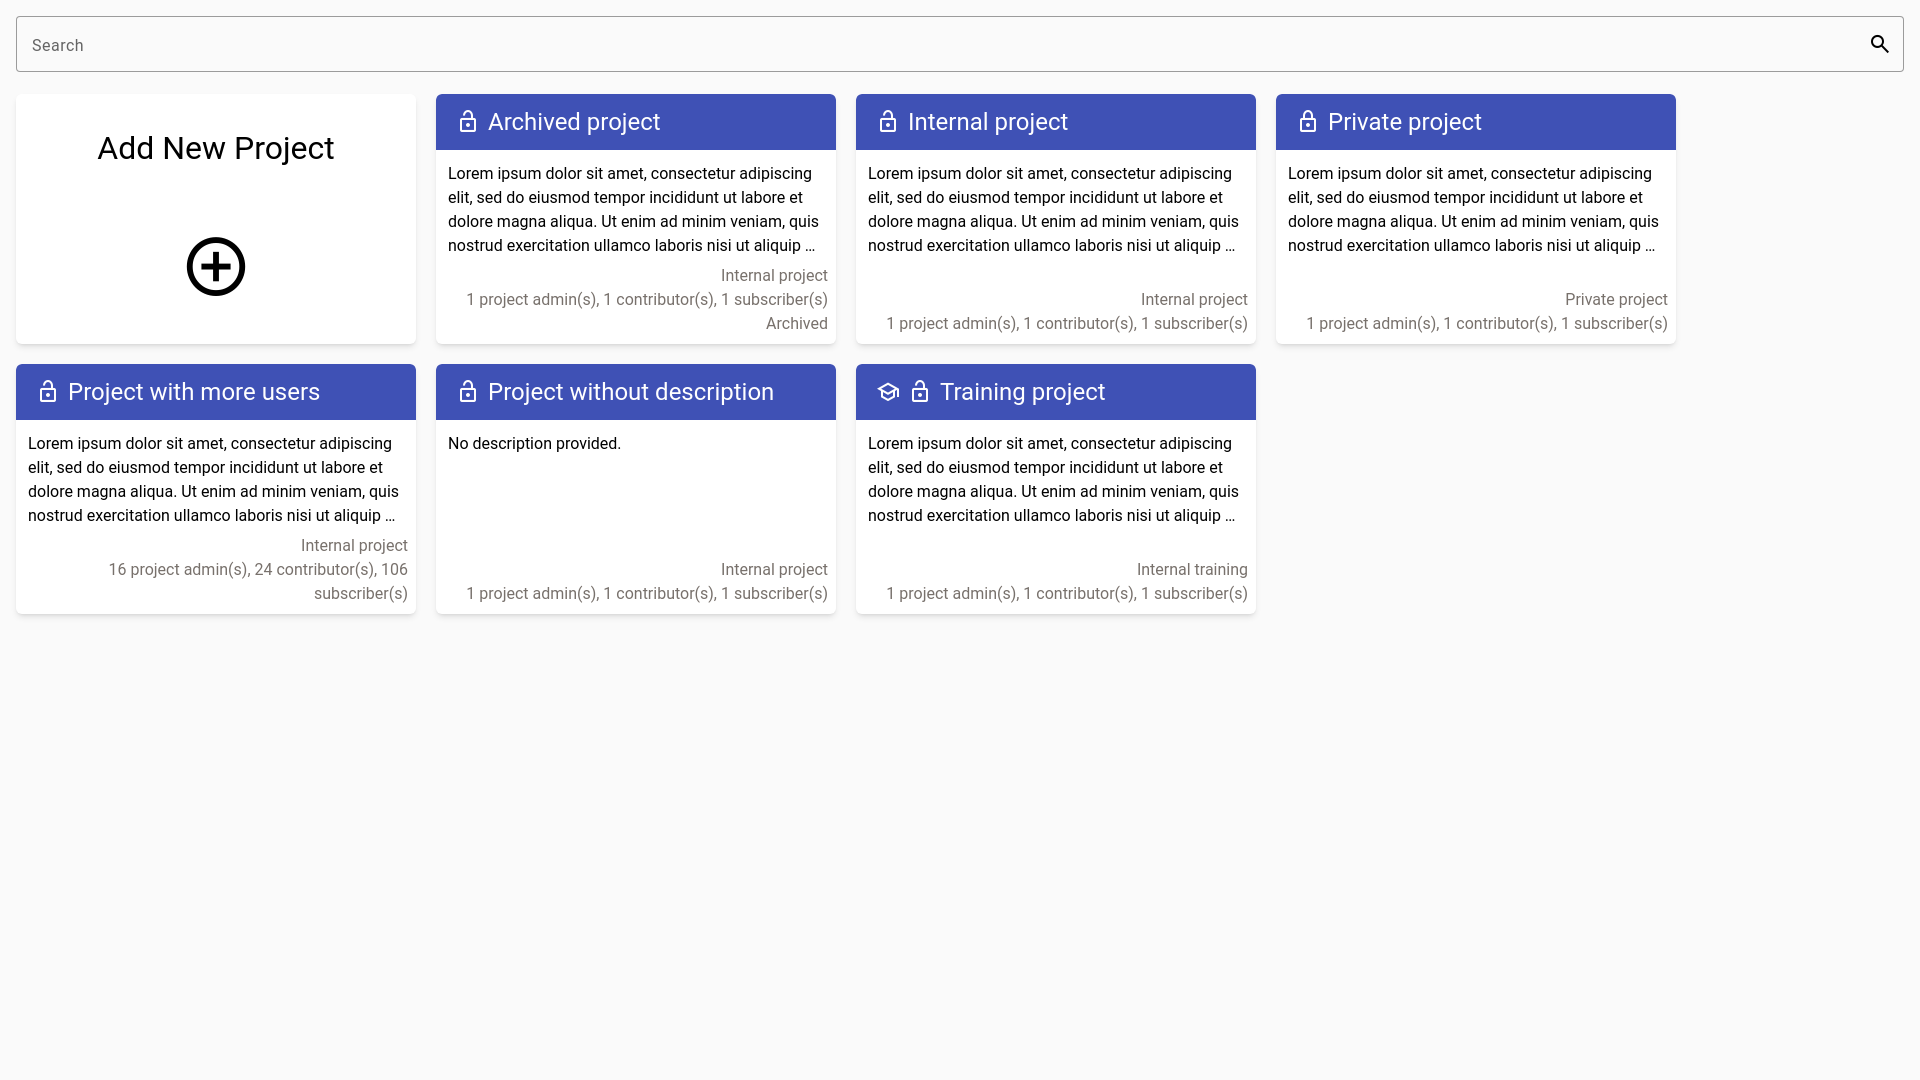 Search
Add New Project
Archived project
Lorem ipsum dolor sit amet, consectetur adipiscing
elit, sed do eiusmod tempor incididunt ut labore et
dolore magna aliqua. Ut enim ad minim veniam, quis
nostrud exercitation ullamco laboris nisi ut aliquip ...
Internal project
1 project admin(s), 1 contributor(s), 1 subscriber(s)
Archived
Internal project
Lorem ipsum dolor sit amet, consectetur adipiscing
elit, sed do eiusmod tempor incididunt ut labore et
dolore magna aliqua. Ut enim ad minim veniam, quis
nostrud exercitation ullamco laboris nisi ut aliquip ...
Internal project
1 project admin(s), 1 contributor(s), 1 subscriber(s)
Private project
Lorem ipsum dolor sit amet, consectetur adipiscing
elit, sed do eiusmod tempor incididunt ut labore et
dolore magna aliqua. Ut enim ad minim veniam, quis
nostrud exercitation ullamco laboris nisi ut aliquip ...
Private project
1 project admin(s), 1 contributor(s), 1 subscriber(s)
Project with more users
Lorem ipsum dolor sit amet, consectetur adipiscing
elit, sed do eiusmod tempor incididunt ut labore et
dolore magna aliqua. Ut enim ad minim veniam, quis
nostrud exercitation ullamco laboris nisi ut aliquip ...
Internal project
16 project admin(s), 24 contributor(s), 106
subscriber(s)
Project without description
No description provided.
Internal project
1 project admin(s), 1 contributor(s), 1 subscriber(s)
Training project
Lorem ipsum dolor sit amet, consectetur adipiscing
elit, sed do eiusmod tempor incididunt ut labore et
dolore magna aliqua. Ut enim ad minim veniam, quis
nostrud exercitation ullamco laboris nisi ut aliquip ...
Internal training
1 project admin(s), 1 contributor(s), 1 subscriber(s)